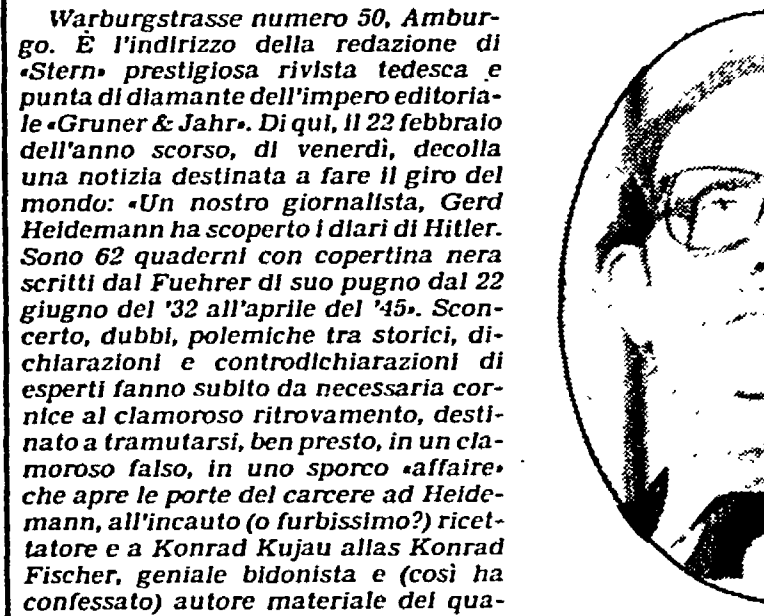 Warburgstrasse numero 50, Ambur-
go. È l'indirizzo della redazione di
«Stern» prestigiosa rivista tedesca e
punta di diamante dell'impero editoria-
le «Gruner & Jahr». Di qui, il 22 febbraio
dell'anno scorso, di venerdì, decolla
una notizia destinata a fare il giro del
mondo: «Un nostro giornalista, Gerd
Heidemann ha scoperto i diari di Hitler.
Sono 62 quaderni con copertina nera
scritti dal Fuehrer di suo pugno dal 22
giugno del '32 all'aprile del '45». Scon-
certo, dubbi, polemiche tra storici, di-
chiarazioni e controdichiarazioni di
esperti fanno subito da necessaria cor-
nice al clamoroso ritrovamento, desti-
nato a tramutarsi, ben presto, in un cla-
moroso falso, in uno sporco «affaire»
che apre le porte del carcere ad Heide-
mann, all'incauto (o furbissimo?) ricet-
tatore e a Konrad Kujau alias Konrad
Fischer, geniale bidonista e (così ha
confessato) autore materiale dei qua-